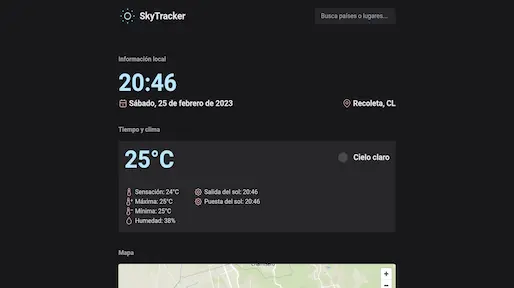 SkyTracker
Busca países o lugares...
Información local
20:46
Sábado, 25 de febrero de 2023
Recoleta, CL
Tiempo y clima
25°C
Cielo claro
Sensación: 24°C
Salida del sol: 20:46
Máxima: 25°C
Puesta del sol: 20:46
Mínima: 25°C
Humedad: 38%
Mapa
+
−